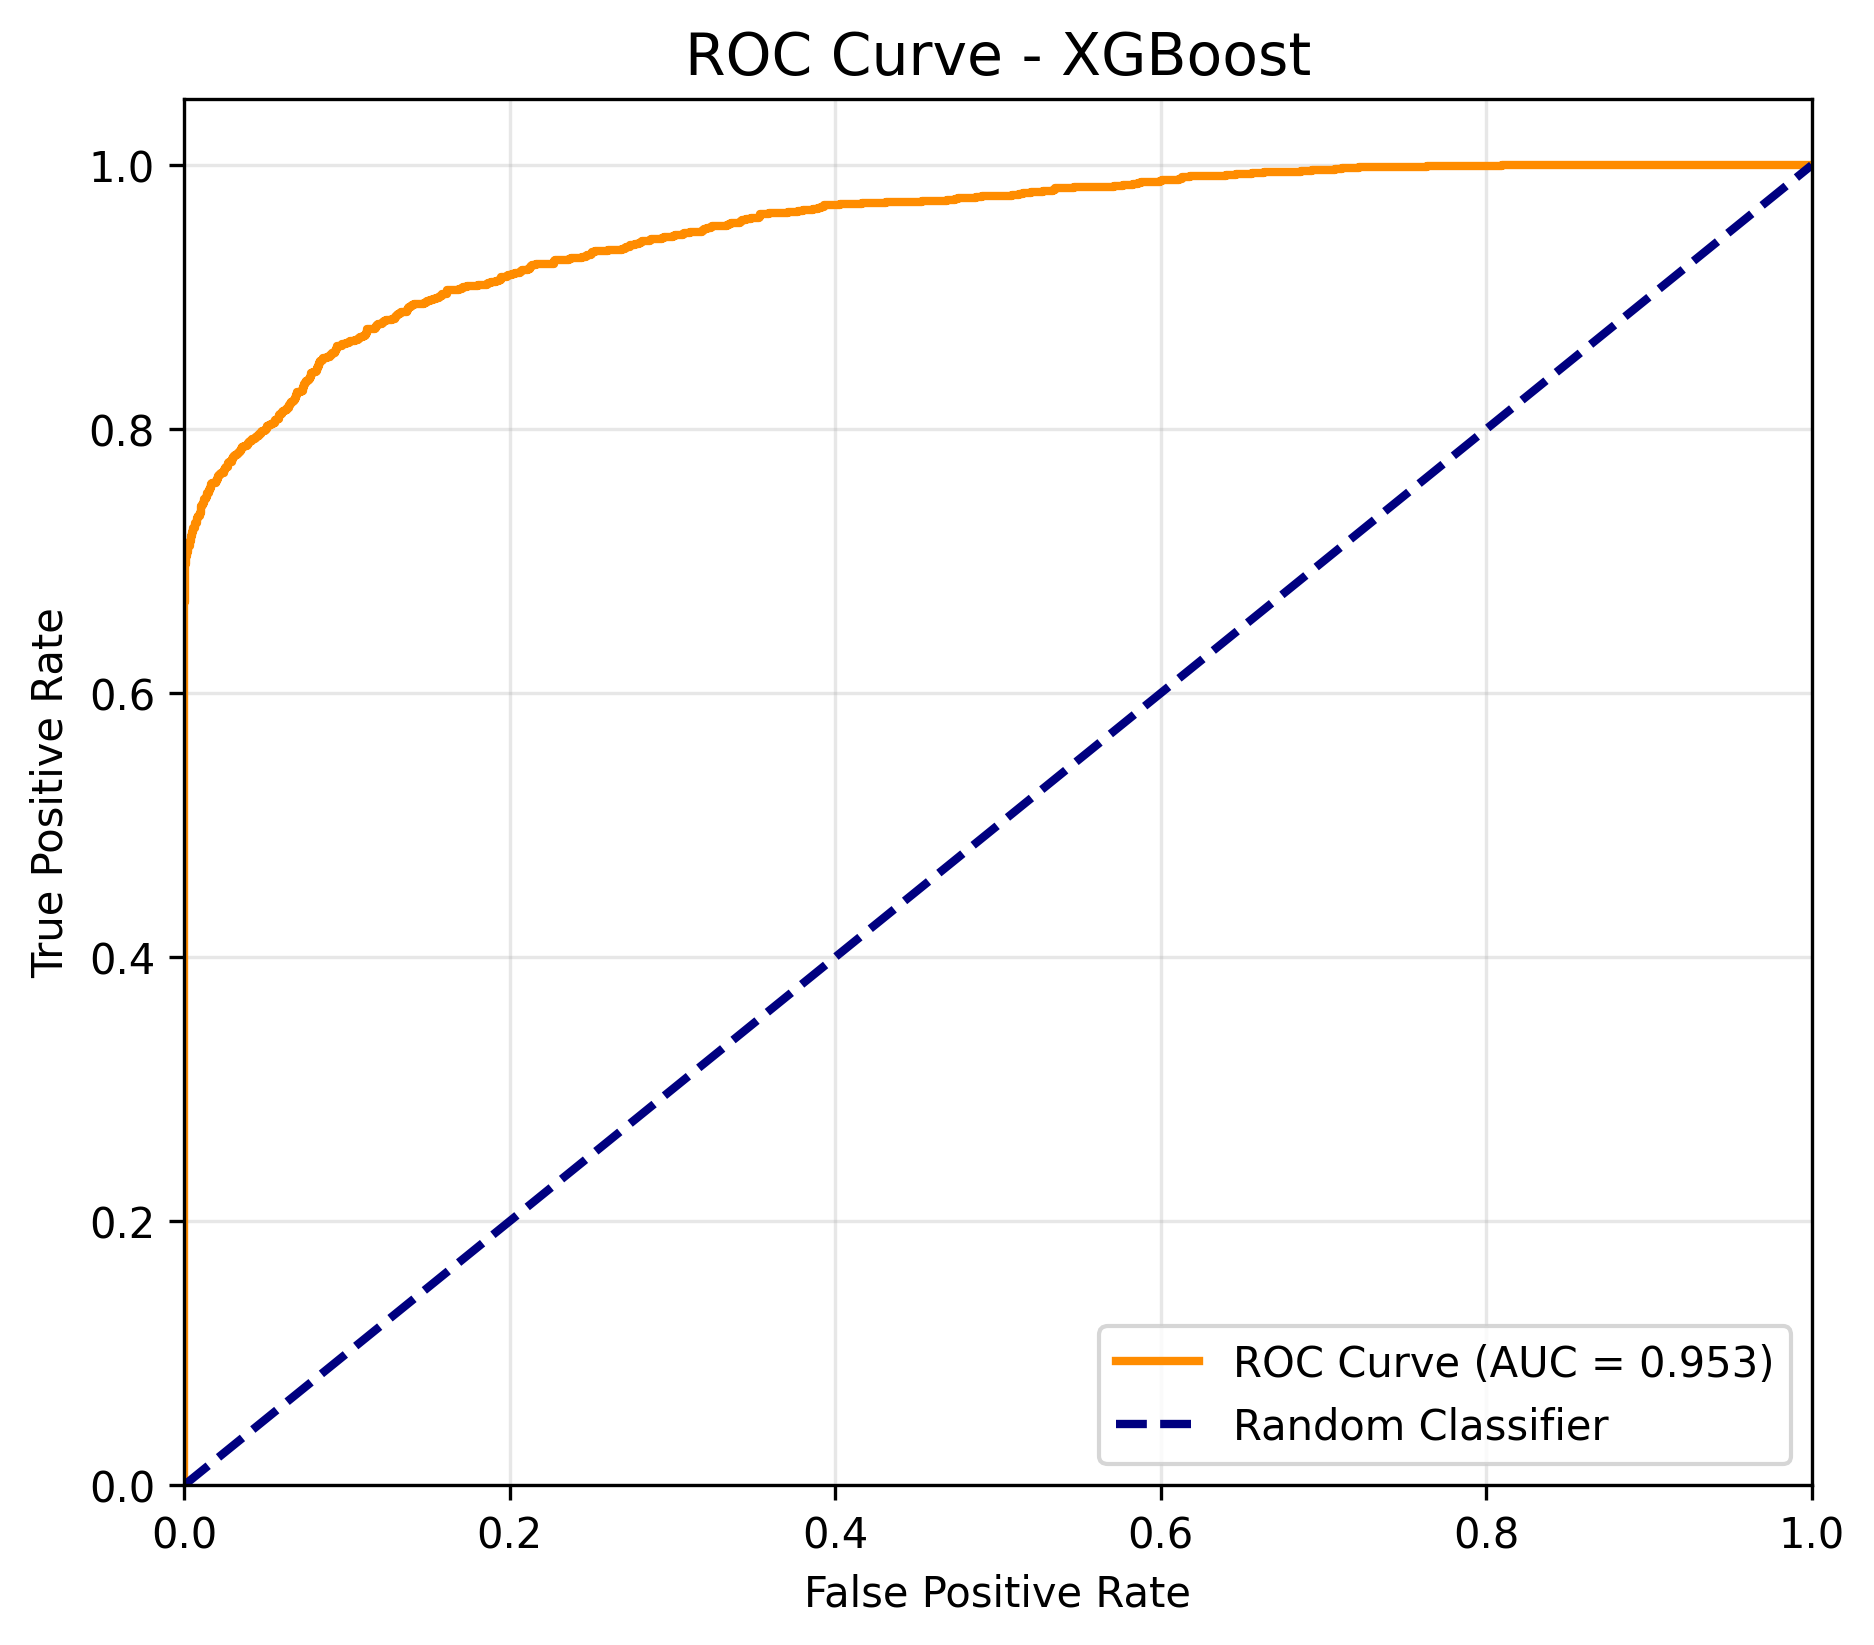 ROC Curve - XGBoost
True Positive Rate
1.0
0.8
0.6
0.4
0.2
0.0
0.0 0.2 0.4 0.6 0.8 1.0
False Positive Rate
ROC Curve (AUC = 0.953)
Random Classifier